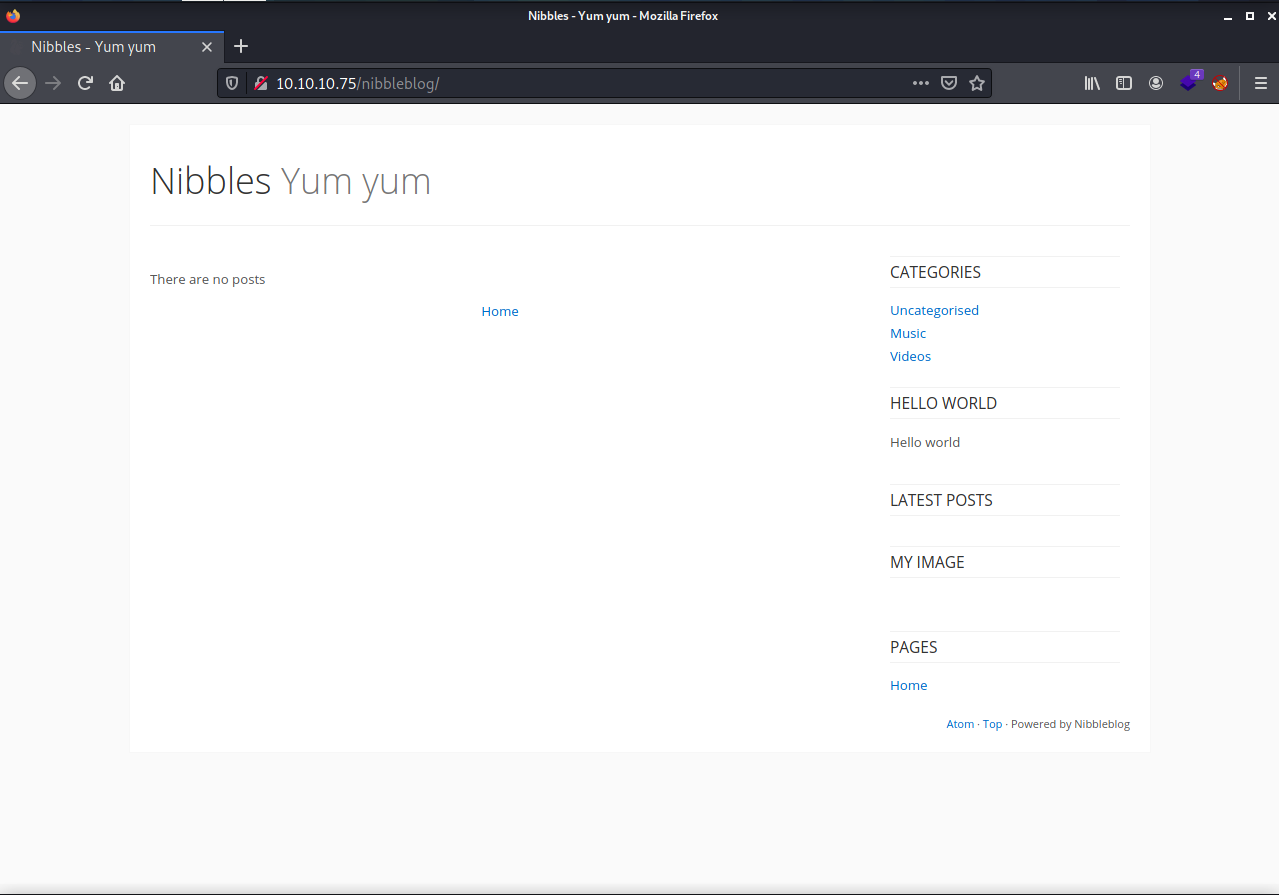 Nibbles - Yum yum - Mozilla Firefox
Nibbles - Yum yum
10.10.10.75/nibbleblog/
4
Nibbles Yum yum
There are no posts
Home
CATEGORIES
Uncategorised
Music
Videos
HELLO WORLD
Hello world
LATEST POSTS
MY IMAGE
PAGES
Home
Atom · Top · Powered by Nibbleblog